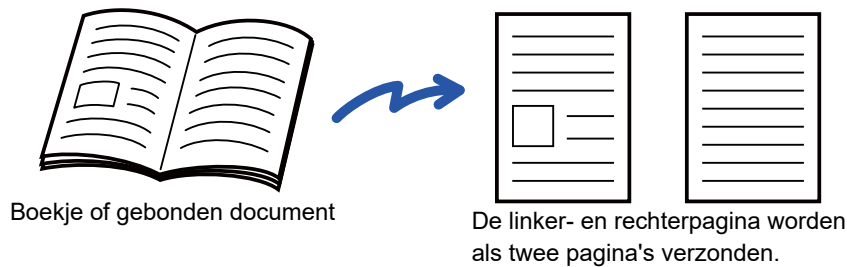 Boekje of gebonden document
De linker- en rechterpagina worden
als twee pagina's verzonden.